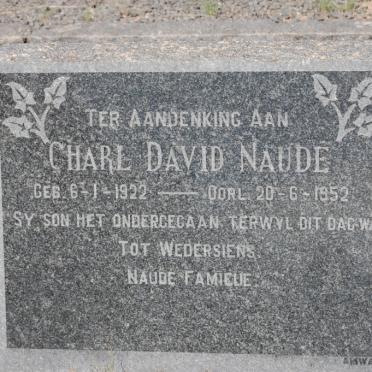 TER AANDENKING AAN
CHARL DAVID NAUDE
GEB. 6-1-1922 — OORL. 20-6-1952
SY SON HET ONDERGEGAAN TERWYL DIT DAG W
TOT WEDERSIENS.
NAUDE FAMILIE